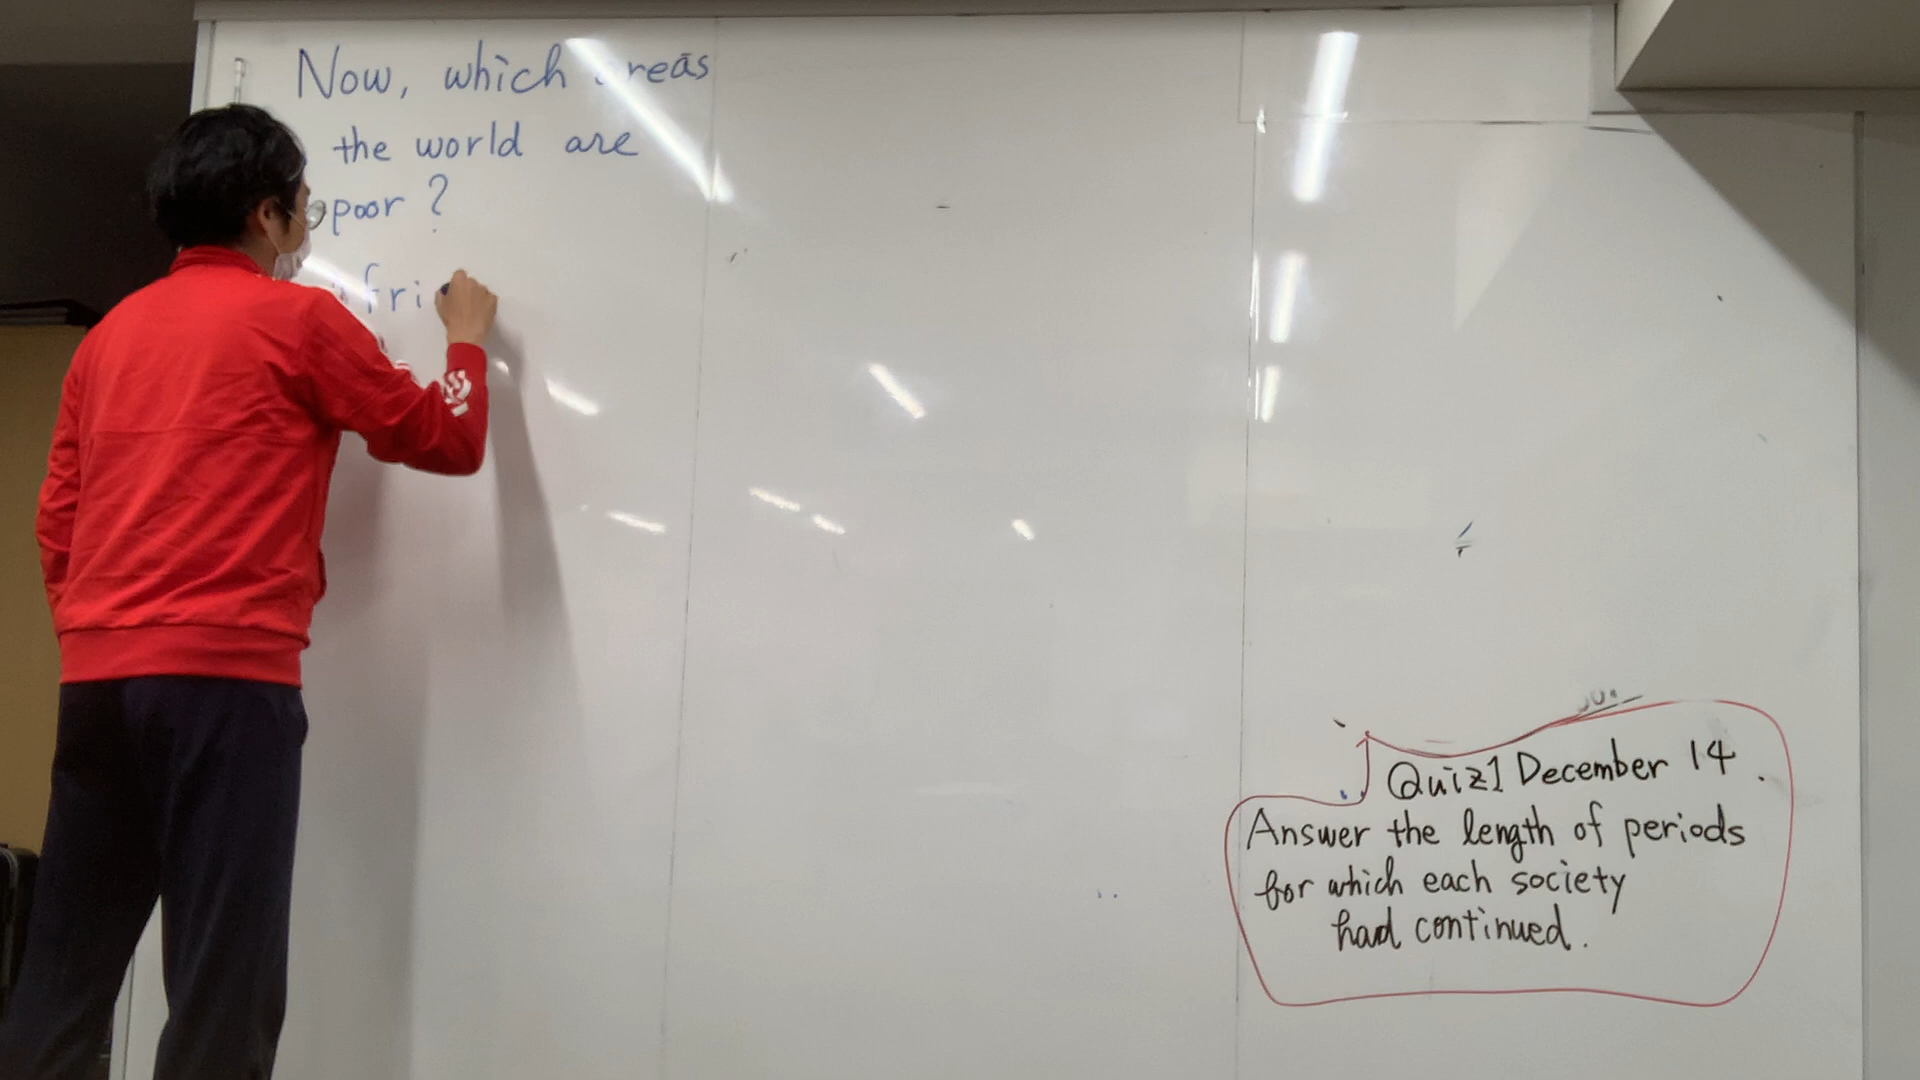 Now, which areas
the world are
poor?
fri
Quiz1 December 14.
Answer the length of periods
for which each society
had continued.